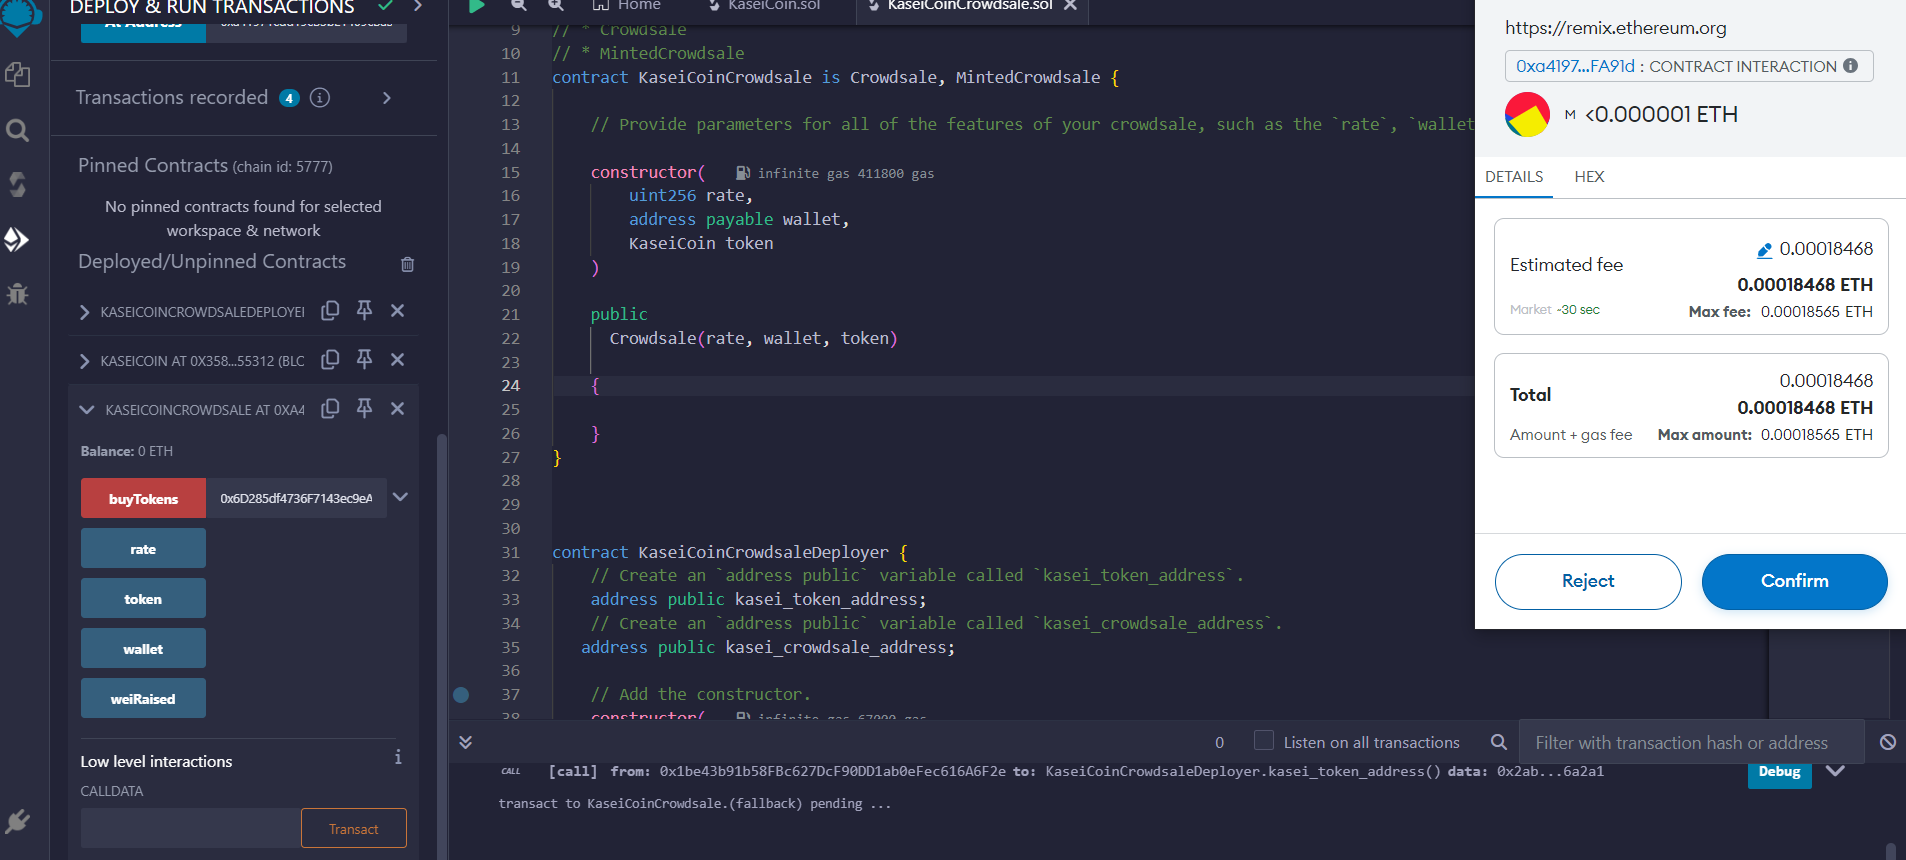 DEPLOY & RUN TRANSACTIONS
At Address
Transactions recorded 4
Pinned Contracts (chain id: 5777)
No pinned contracts found for selected
workspace & network
Deployed/Unpinned Contracts
KASEICOINCROWDSALEDEPLOYEI
KASEICOIN AT 0X358...55312 (BLC
KASEICOINCROWDSALE AT 0XA4
Balance: 0 ETH
buyTokens 0x6D285df4736F7143ec9eA
rate
token
wallet
weiRaised
Low level interactions
CALLDATA
Transact
Home KaseiCoin.sol KaseiCoinCrowdsale.sol
9 // * Crowdsale
10 // * MintedCrowdsale
11 contract KaseiCoinCrowdsale is Crowdsale, MintedCrowdsale {
12
13 // Provide parameters for all of the features of your crowdsale, such as the `rate`, `wallet
14
15 constructor( infinite gas 411800 gas
16 uint256 rate,
17 address payable wallet,
18 KaseiCoin token
19 )
20
21 public
22 Crowdsale(rate, wallet, token)
23
24 {
25
26 }
27 }
28
29
30
31 contract KaseiCoinCrowdsaleDeployer {
32 // Create an `address public` variable called `kasei_token_address`.
33 address public kasei_token_address;
34 // Create an `address public` variable called `kasei_crowdsale_address`.
35 address public kasei_crowdsale_address;
36
37 // Add the constructor.
38 constructor( infinite gas 67000 gas
0 Listen on all transactions Filter with transaction hash or address
CALL [call] from: 0x1be43b91b58FBc627DcF90DD1ab0eFec616A6F2e to: KaseiCoinCrowdsaleDeployer.kasei_token_address() data: 0x2ab...6a2a1 Debug
transact to KaseiCoinCrowdsale.(fallback) pending ...
https://remix.ethereum.org
0xa4197...FA91d : CONTRACT INTERACTION
M <0.000001 ETH
DETAILS HEX
0.00018468
Estimated fee
0.00018468 ETH
Market ~30 sec Max fee: 0.00018565 ETH
0.00018468
Total
0.00018468 ETH
Amount + gas fee Max amount: 0.00018565 ETH
Reject Confirm